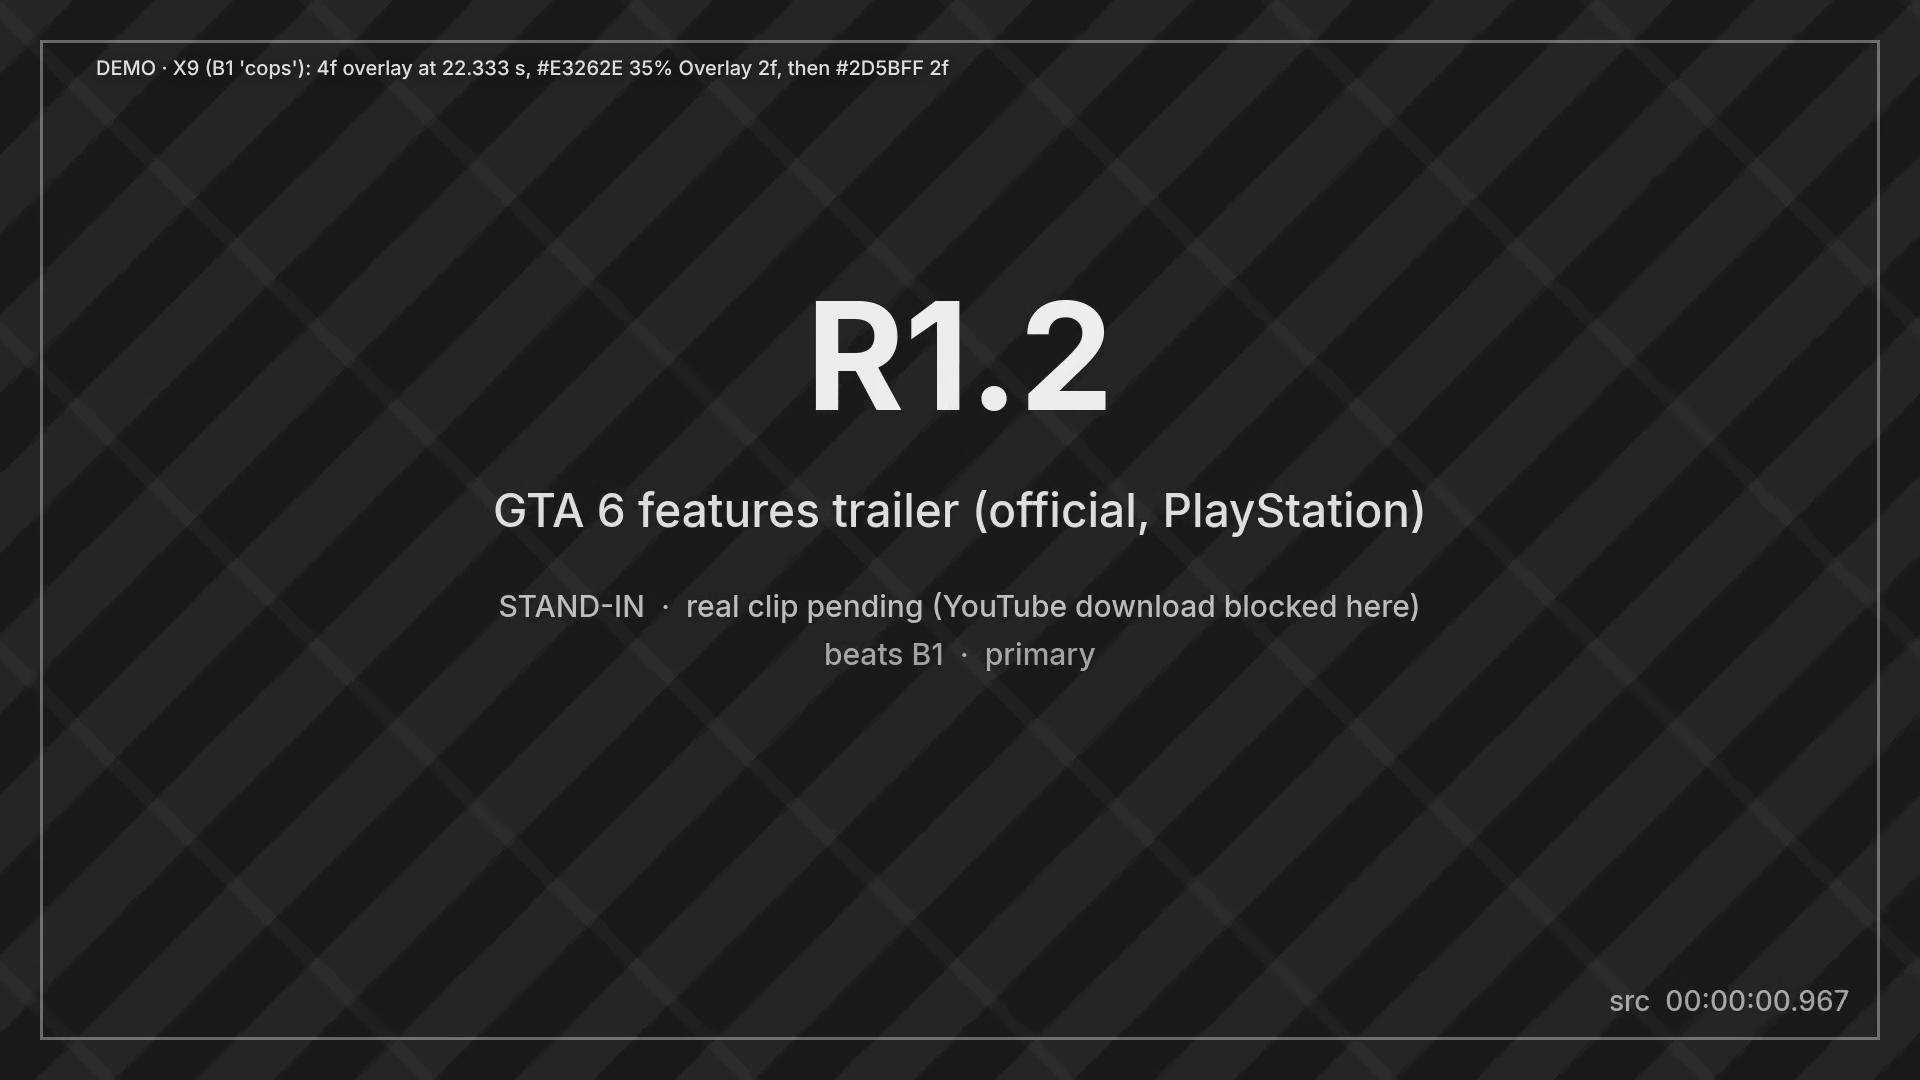 DEMO · X9 (B1 'cops'): 4f overlay at 22.333 s, #E3262E 35% Overlay 2f, then #2D5BFF 2f
R1.2
GTA 6 features trailer (official, PlayStation)
STAND-IN · real clip pending (YouTube download blocked here)
beats B1 · primary
src 00:00:00.967